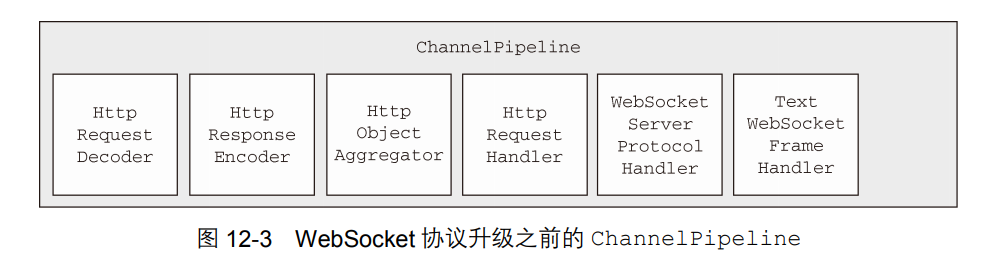 ChannelPipeline
Http
Request
Decoder
Http
Response
Encoder
Http
Object
Aggregator
Http
Request
Handler
WebSocket
Server
Protocol
Handler
Text
WebSocket
Frame
Handler
图 12-3 WebSocket 协议升级之前的 ChannelPipeline